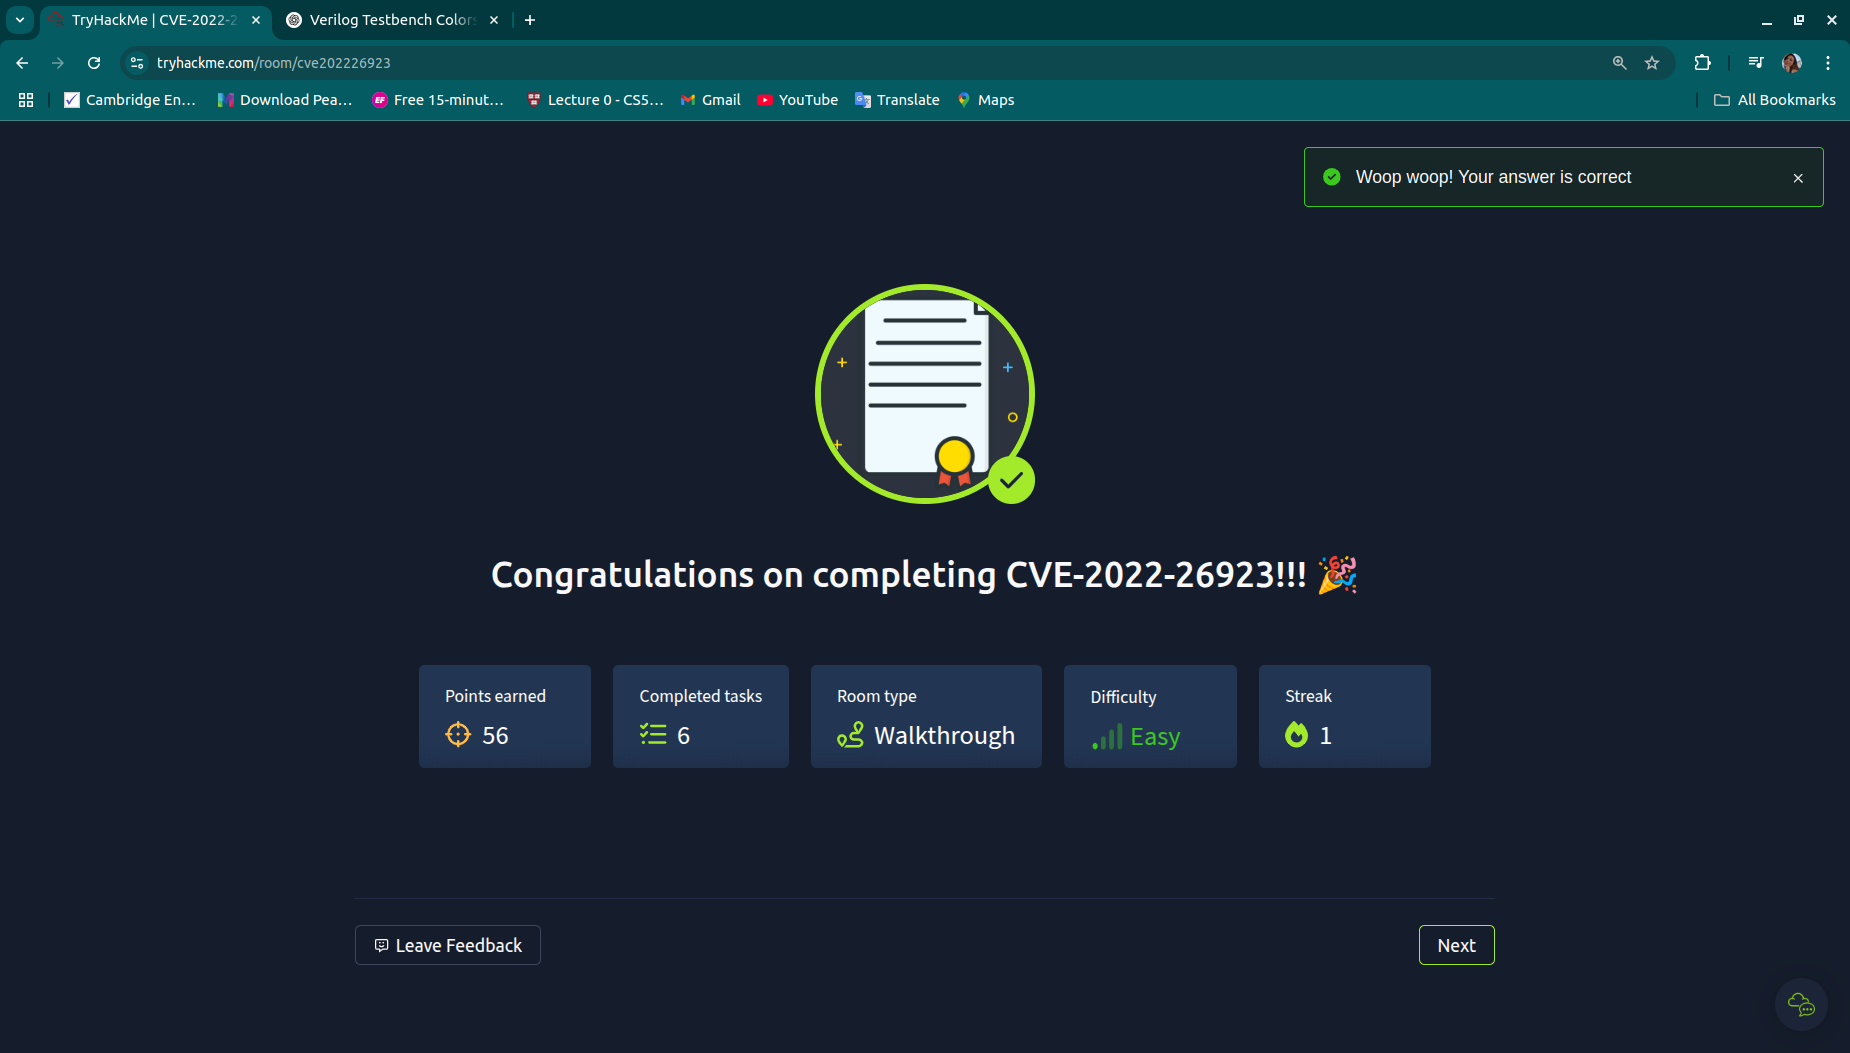 TryHackMe | CVE-2022-2
Verilog Testbench Colors
tryhackme.com/room/cve202226923
Cambridge En...
Download Pea...
EF
Free 15-minut...
Lecture 0 - CS5...
Gmail
YouTube
Translate
Maps
All Bookmarks
Woop woop! Your answer is correct
Congratulations on completing CVE-2022-26923!!! 🎉
Points earned
56
Completed tasks
6
Room type
Walkthrough
Difficulty
Easy
Streak
1
Leave Feedback
Next